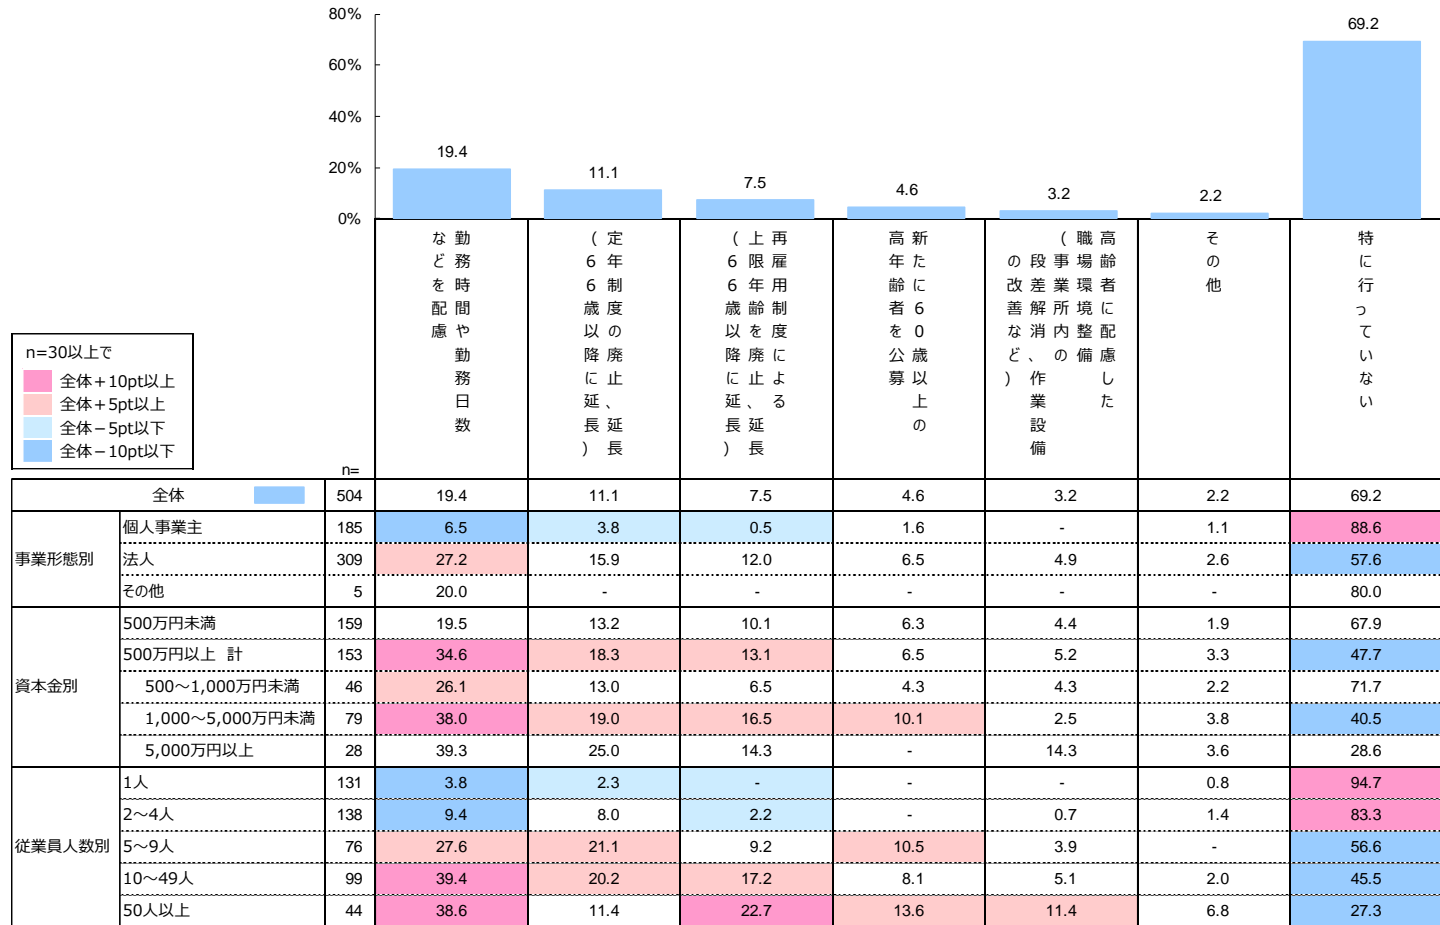 80%
60%
40%
20%
0%
19.4
11.1
7.5
4.6
3.2
2.2
69.2
勤務時間や勤務日数
などを配慮
定年制度の廃止、延長
(66歳以降に延長)
再雇用制度による
上限年齢を廃止、延長
(66歳以降に延長)
新たに60歳以上の
高年齢者を公募
高齢者に配慮した
職場環境整備
(事業所内の
段差解消、作業設備
の改善など)
その他
特に行っていない
n=30以上で
全体+10pt以上
全体+5pt以上
全体-5pt以下
全体-10pt以下
n=
全体 504 19.4 11.1 7.5 4.6 3.2 2.2 69.2
事業形態別
個人事業主 185 6.5 3.8 0.5 1.6 - 1.1 88.6
法人 309 27.2 15.9 12.0 6.5 4.9 2.6 57.6
その他 5 20.0 - - - - - 80.0
資本金別
500万円未満 159 19.5 13.2 10.1 6.3 4.4 1.9 67.9
500万円以上 計 153 34.6 18.3 13.1 6.5 5.2 3.3 47.7
500~1,000万円未満 46 26.1 13.0 6.5 4.3 4.3 2.2 71.7
1,000~5,000万円未満 79 38.0 19.0 16.5 10.1 2.5 3.8 40.5
5,000万円以上 28 39.3 25.0 14.3 - 14.3 3.6 28.6
従業員人数別
1人 131 3.8 2.3 - - - 0.8 94.7
2~4人 138 9.4 8.0 2.2 - 0.7 1.4 83.3
5~9人 76 27.6 21.1 9.2 10.5 3.9 - 56.6
10~49人 99 39.4 20.2 17.2 8.1 5.1 2.0 45.5
50人以上 44 38.6 11.4 22.7 13.6 11.4 6.8 27.3